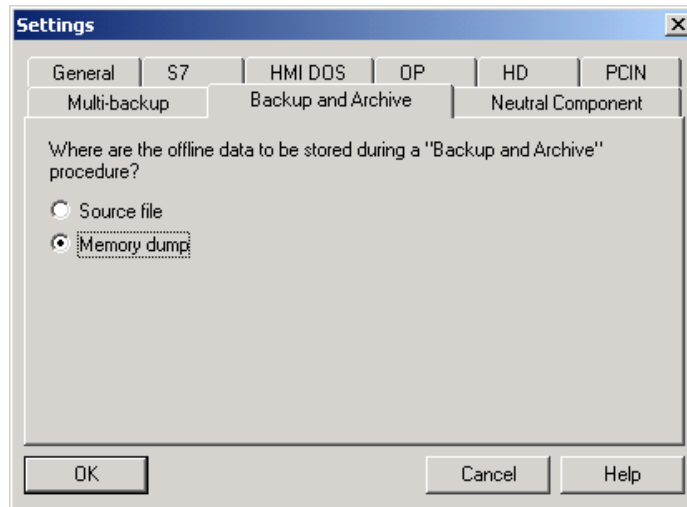 Settings
General S7 HMI DOS OP HD PCIN
Multi-backup Backup and Archive Neutral Component
Where are the offline data to be stored during a "Backup and Archive"
procedure?
Source file
Memory dump
OK Cancel Help